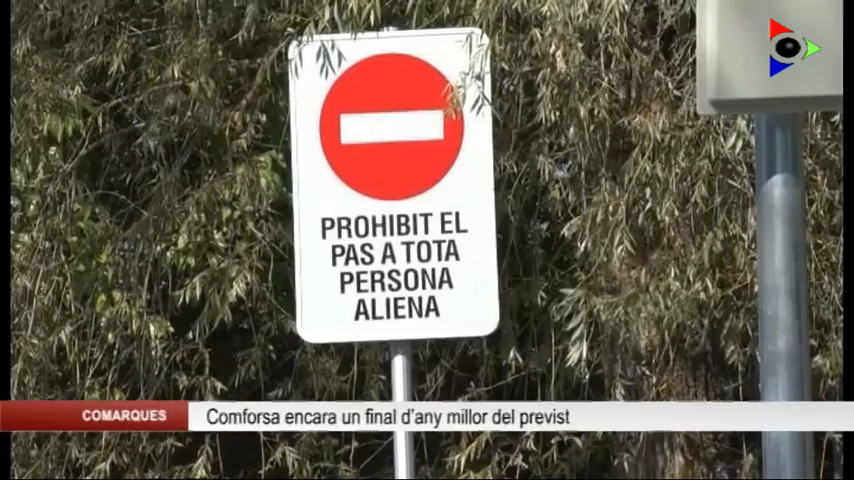 PROHIBIT EL
PAS A TOTA
PERSONA
ALIENA
COMARQUES
Comforsa encara un final d'any millor del previst